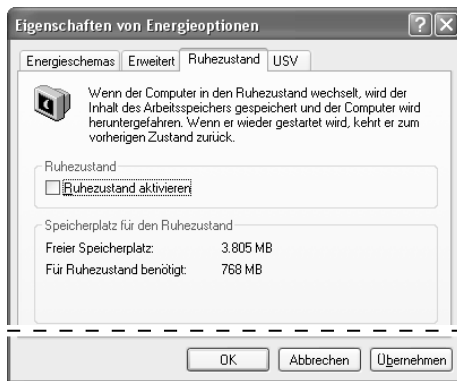 Eigenschaften von Energieoptionen
Energieschemas Erweitert Ruhezustand USV
Wenn der Computer in den Ruhezustand wechselt, wird der
Inhalt des Arbeitsspeichers gespeichert und der Computer wird
heruntergefahren. Wenn er wieder gestartet wird, kehrt er zum
vorherigen Zustand zurück.
Ruhezustand
Ruhezustand aktivieren
Speicherplatz für den Ruhezustand
Freier Speicherplatz: 3.805 MB
Für Ruhezustand benötigt: 768 MB
OK Abbrechen Übernehmen